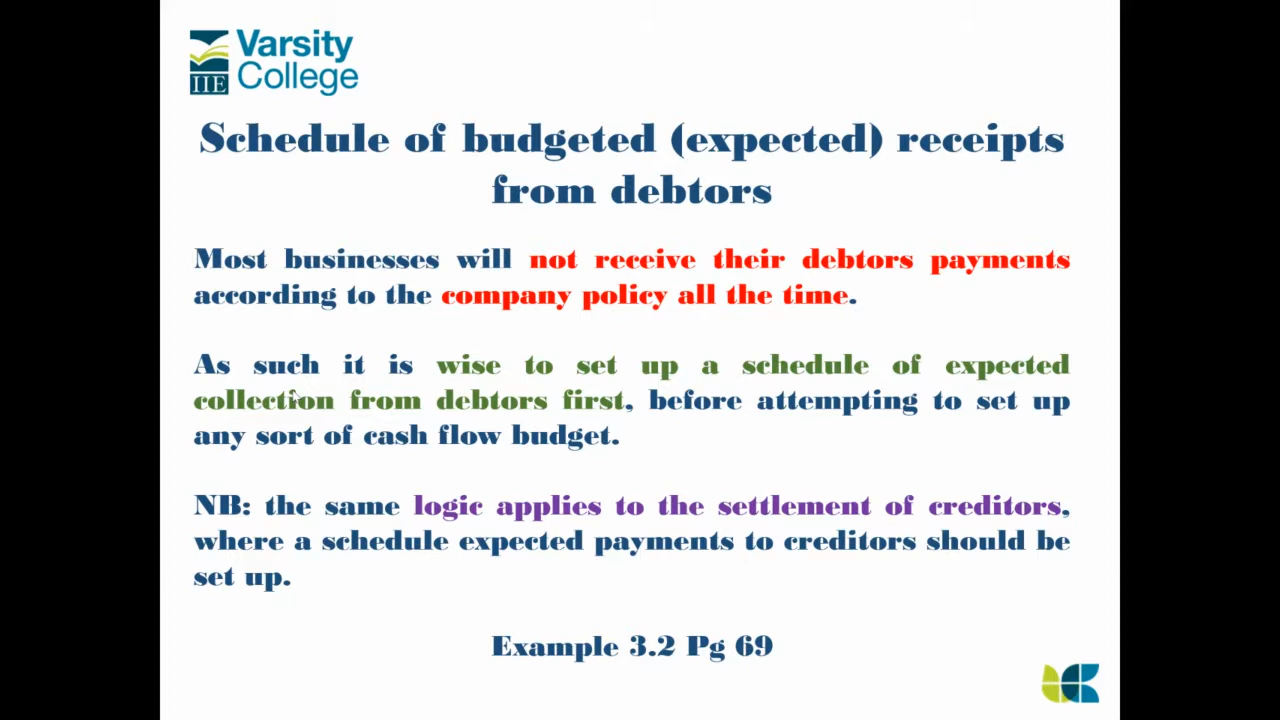 Varsity
College
IIE
Schedule of budgeted (expected) receipts
from debtors
Most businesses will not receive their debtors payments
according to the company policy all the time.
As such it is wise to set up a schedule of expected
collection from debtors first, before attempting to set up
any sort of cash flow budget.
NB: the same logic applies to the settlement of creditors,
where a schedule expected payments to creditors should be
set up.
Example 3.2 Pg 69